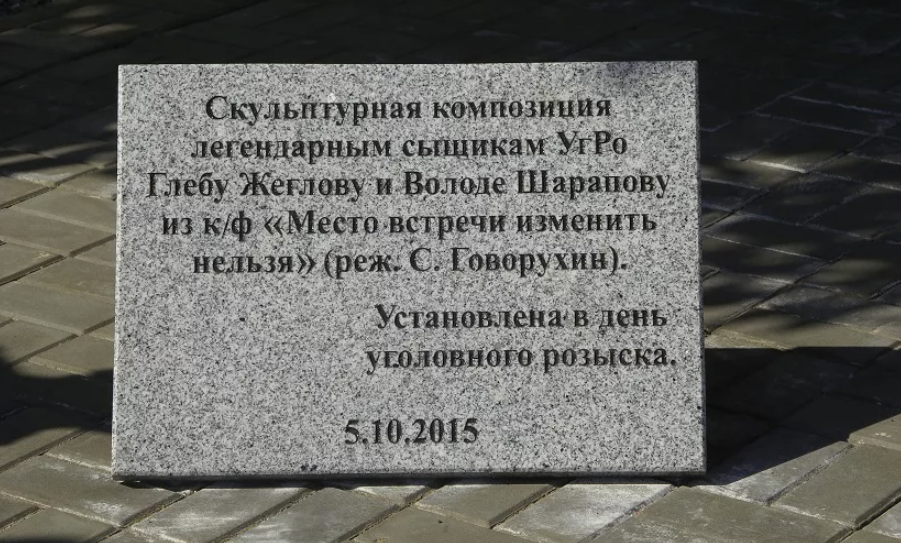 Скульптурная композиция
легендарным сыщикам УгРо
Глебу Жеглову и Володе Шарапову
из к/ф «Место встречи изменить
нельзя» (реж. С. Говорухин).
Установлена в день
уголовного розыска.
5.10.2015